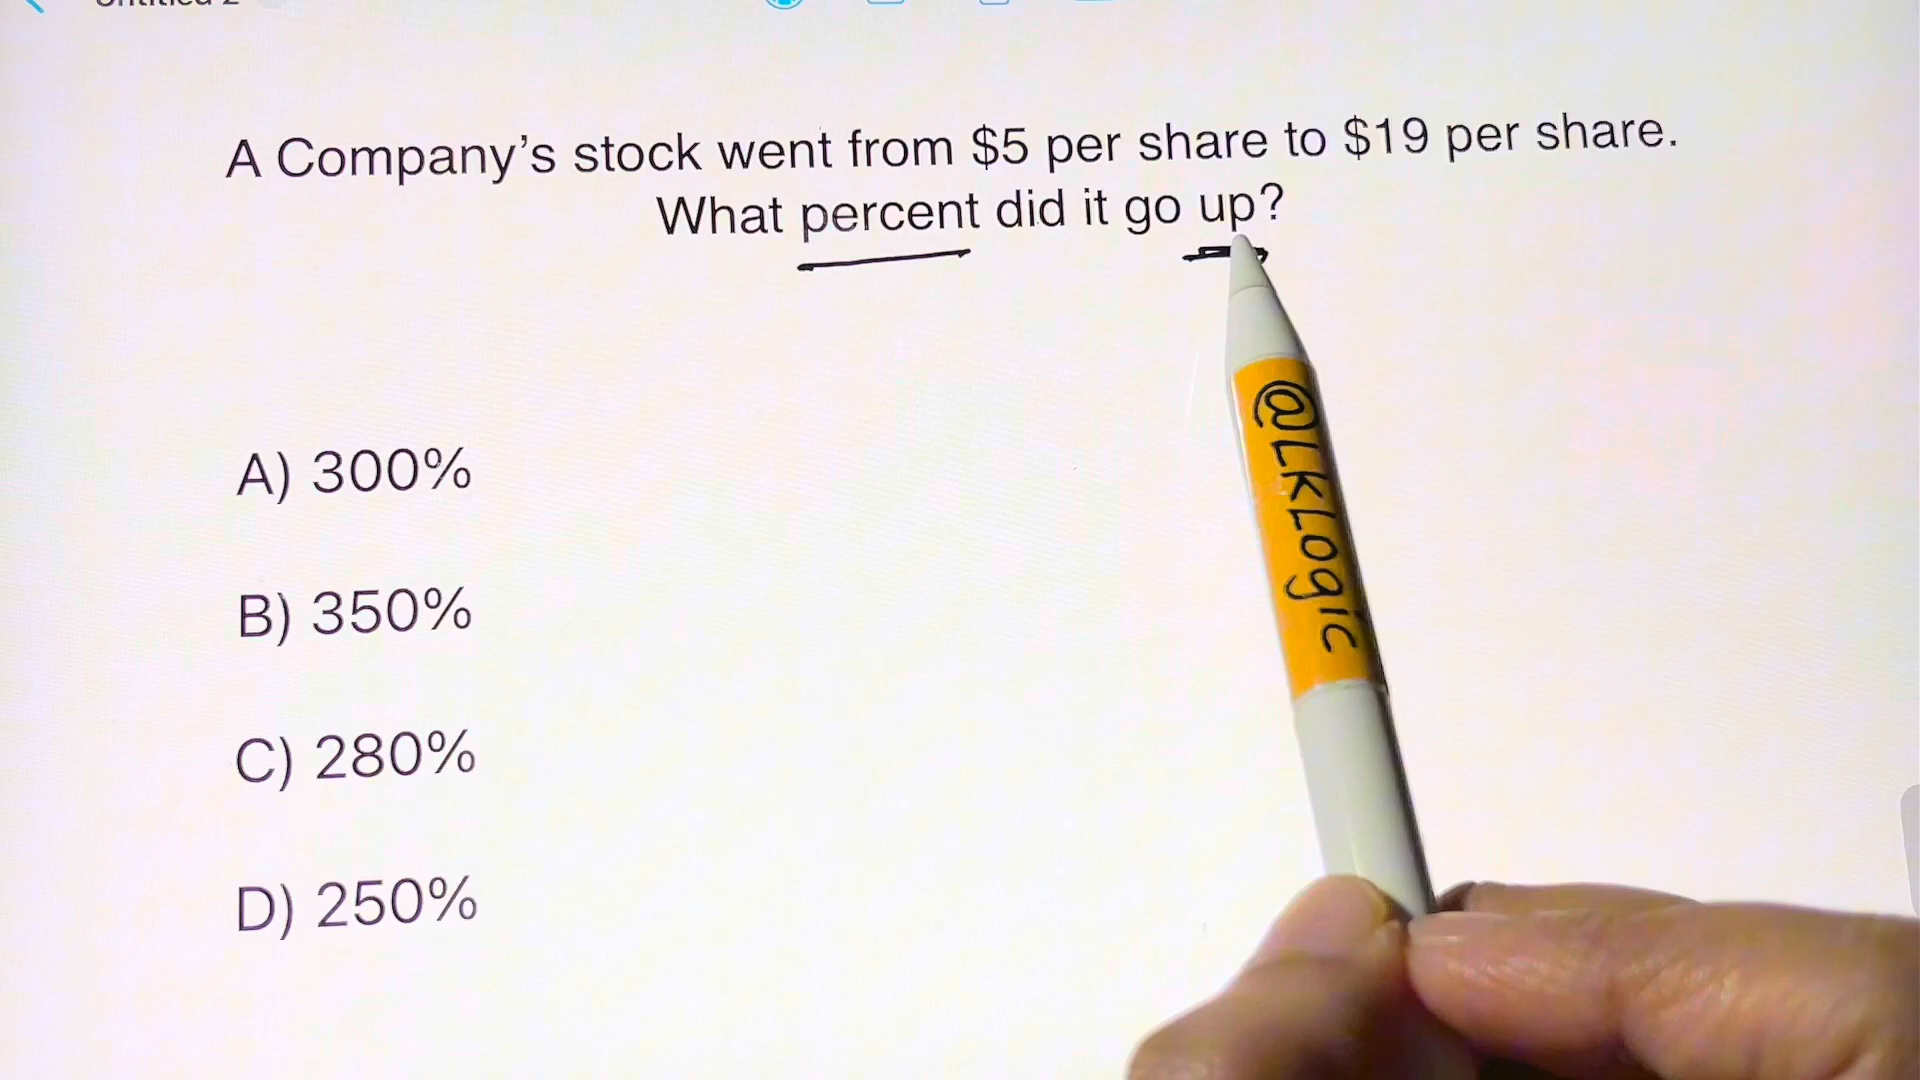 A Company’s stock went from $5 per share to $19 per share.
What percent did it go up?
A) 300%
B) 350%
C) 280%
D) 250%
@LKLogic